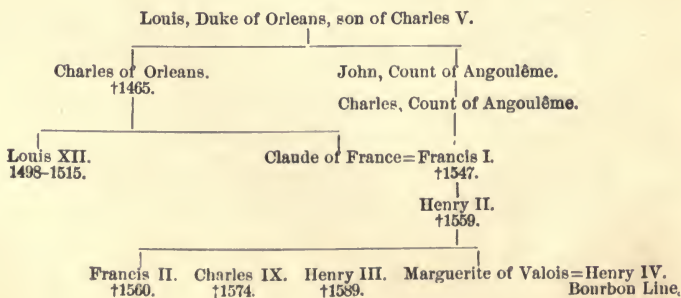 Louis, Duke of Orleans, son of Charles V.
Charles of Orleans. John, Count of Angoulême.
†1465.
Charles, Count of Angoulême.
Louis XII. Claude of France=Francis I.
1498-1515. †1547.
Henry II.
†1559.
Francis II. Charles IX. Henry III. Marguerite of Valois=Henry IV.
†1560. †1574. †1589. Bourbon Line.